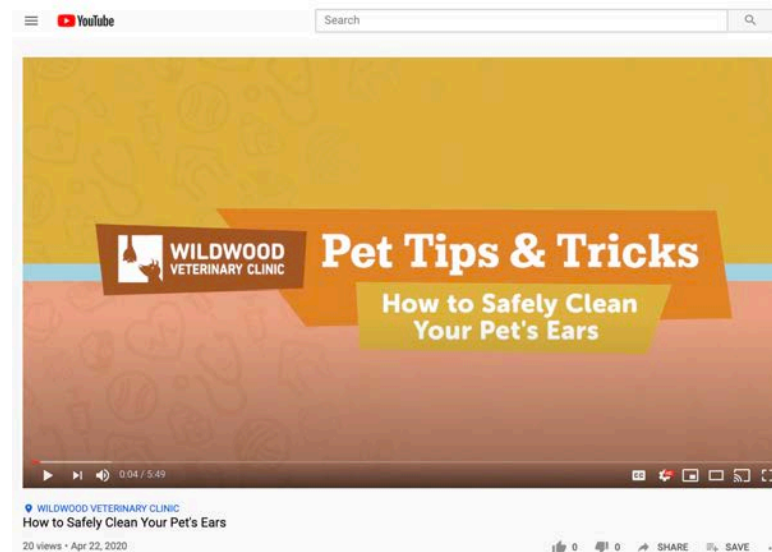 YouTube
Search
WILDWOOD
VETERINARY CLINIC
Pet Tips & Tricks
How to Safely Clean
Your Pet's Ears
0:04 / 5:49
CC
WILDWOOD VETERINARY CLINIC
How to Safely Clean Your Pet's Ears
20 views • Apr 22, 2020
0
0
SHARE
SAVE